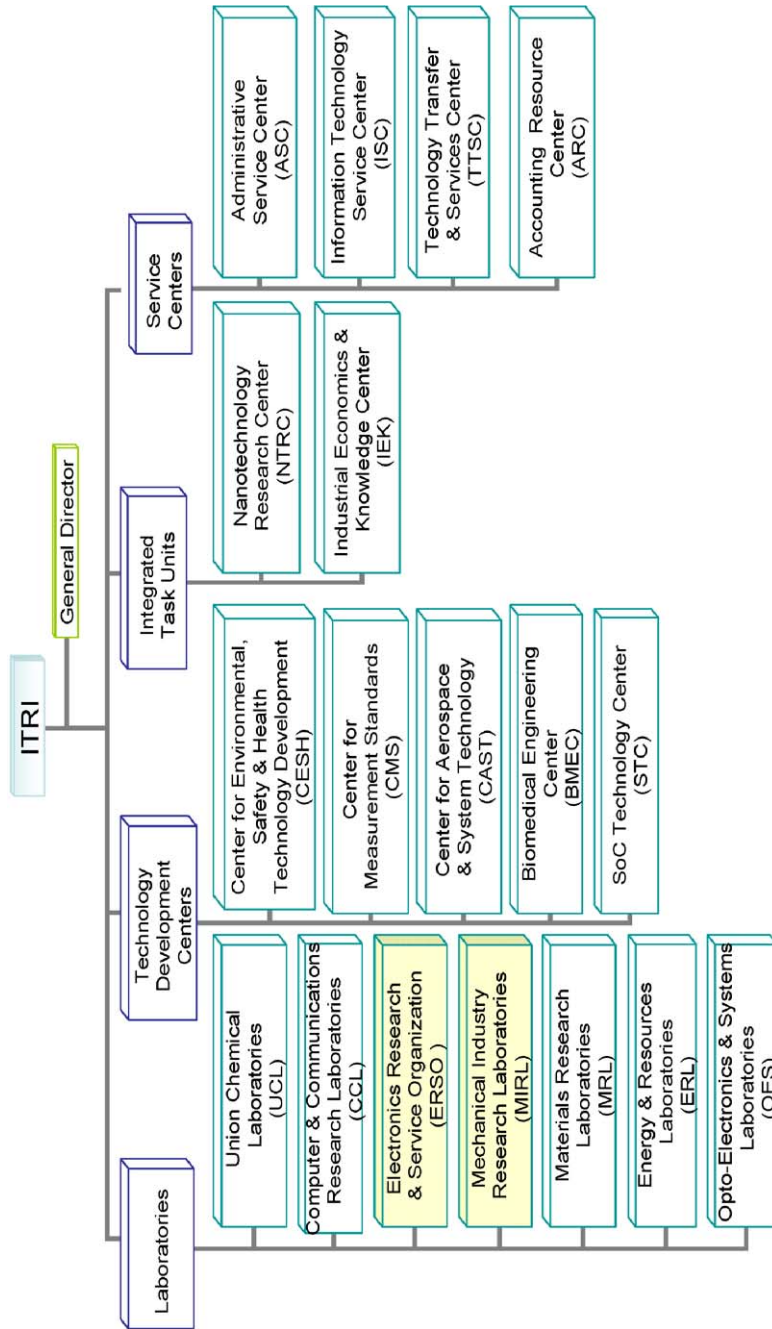 ITRI
General Director
Laboratories
Technology
Development
Centers
Integrated
Task Units
Service
Centers
Union Chemical
Laboratories
(UCL)
Computer & Communications
Research Laboratories
(CCL)
Electronics Research
& Service Organization
(ERSO )
Mechanical Industry
Research Laboratories
(MIRL)
Materials Research
Laboratories
(MRL)
Energy & Resources
Laboratories
(ERL)
Opto-Electronics & Systems
Laboratories
(OES)
Center for Environmental,
Safety & Health
Technology Development
(CESH)
Center for
Measurement Standards
(CMS)
Center for Aerospace
& System Technology
(CAST)
Biomedical Engineering
Center
(BMEC)
SoC Technology Center
(STC)
Nanotechnology
Research Center
(NTRC)
Industrial Economics &
Knowledge Center
(IEK)
Administrative
Service Center
(ASC)
Information Technology
Service Center
(ISC)
Technology Transfer
& Services Center
(TTSC)
Accounting Resource
Center
(ARC)